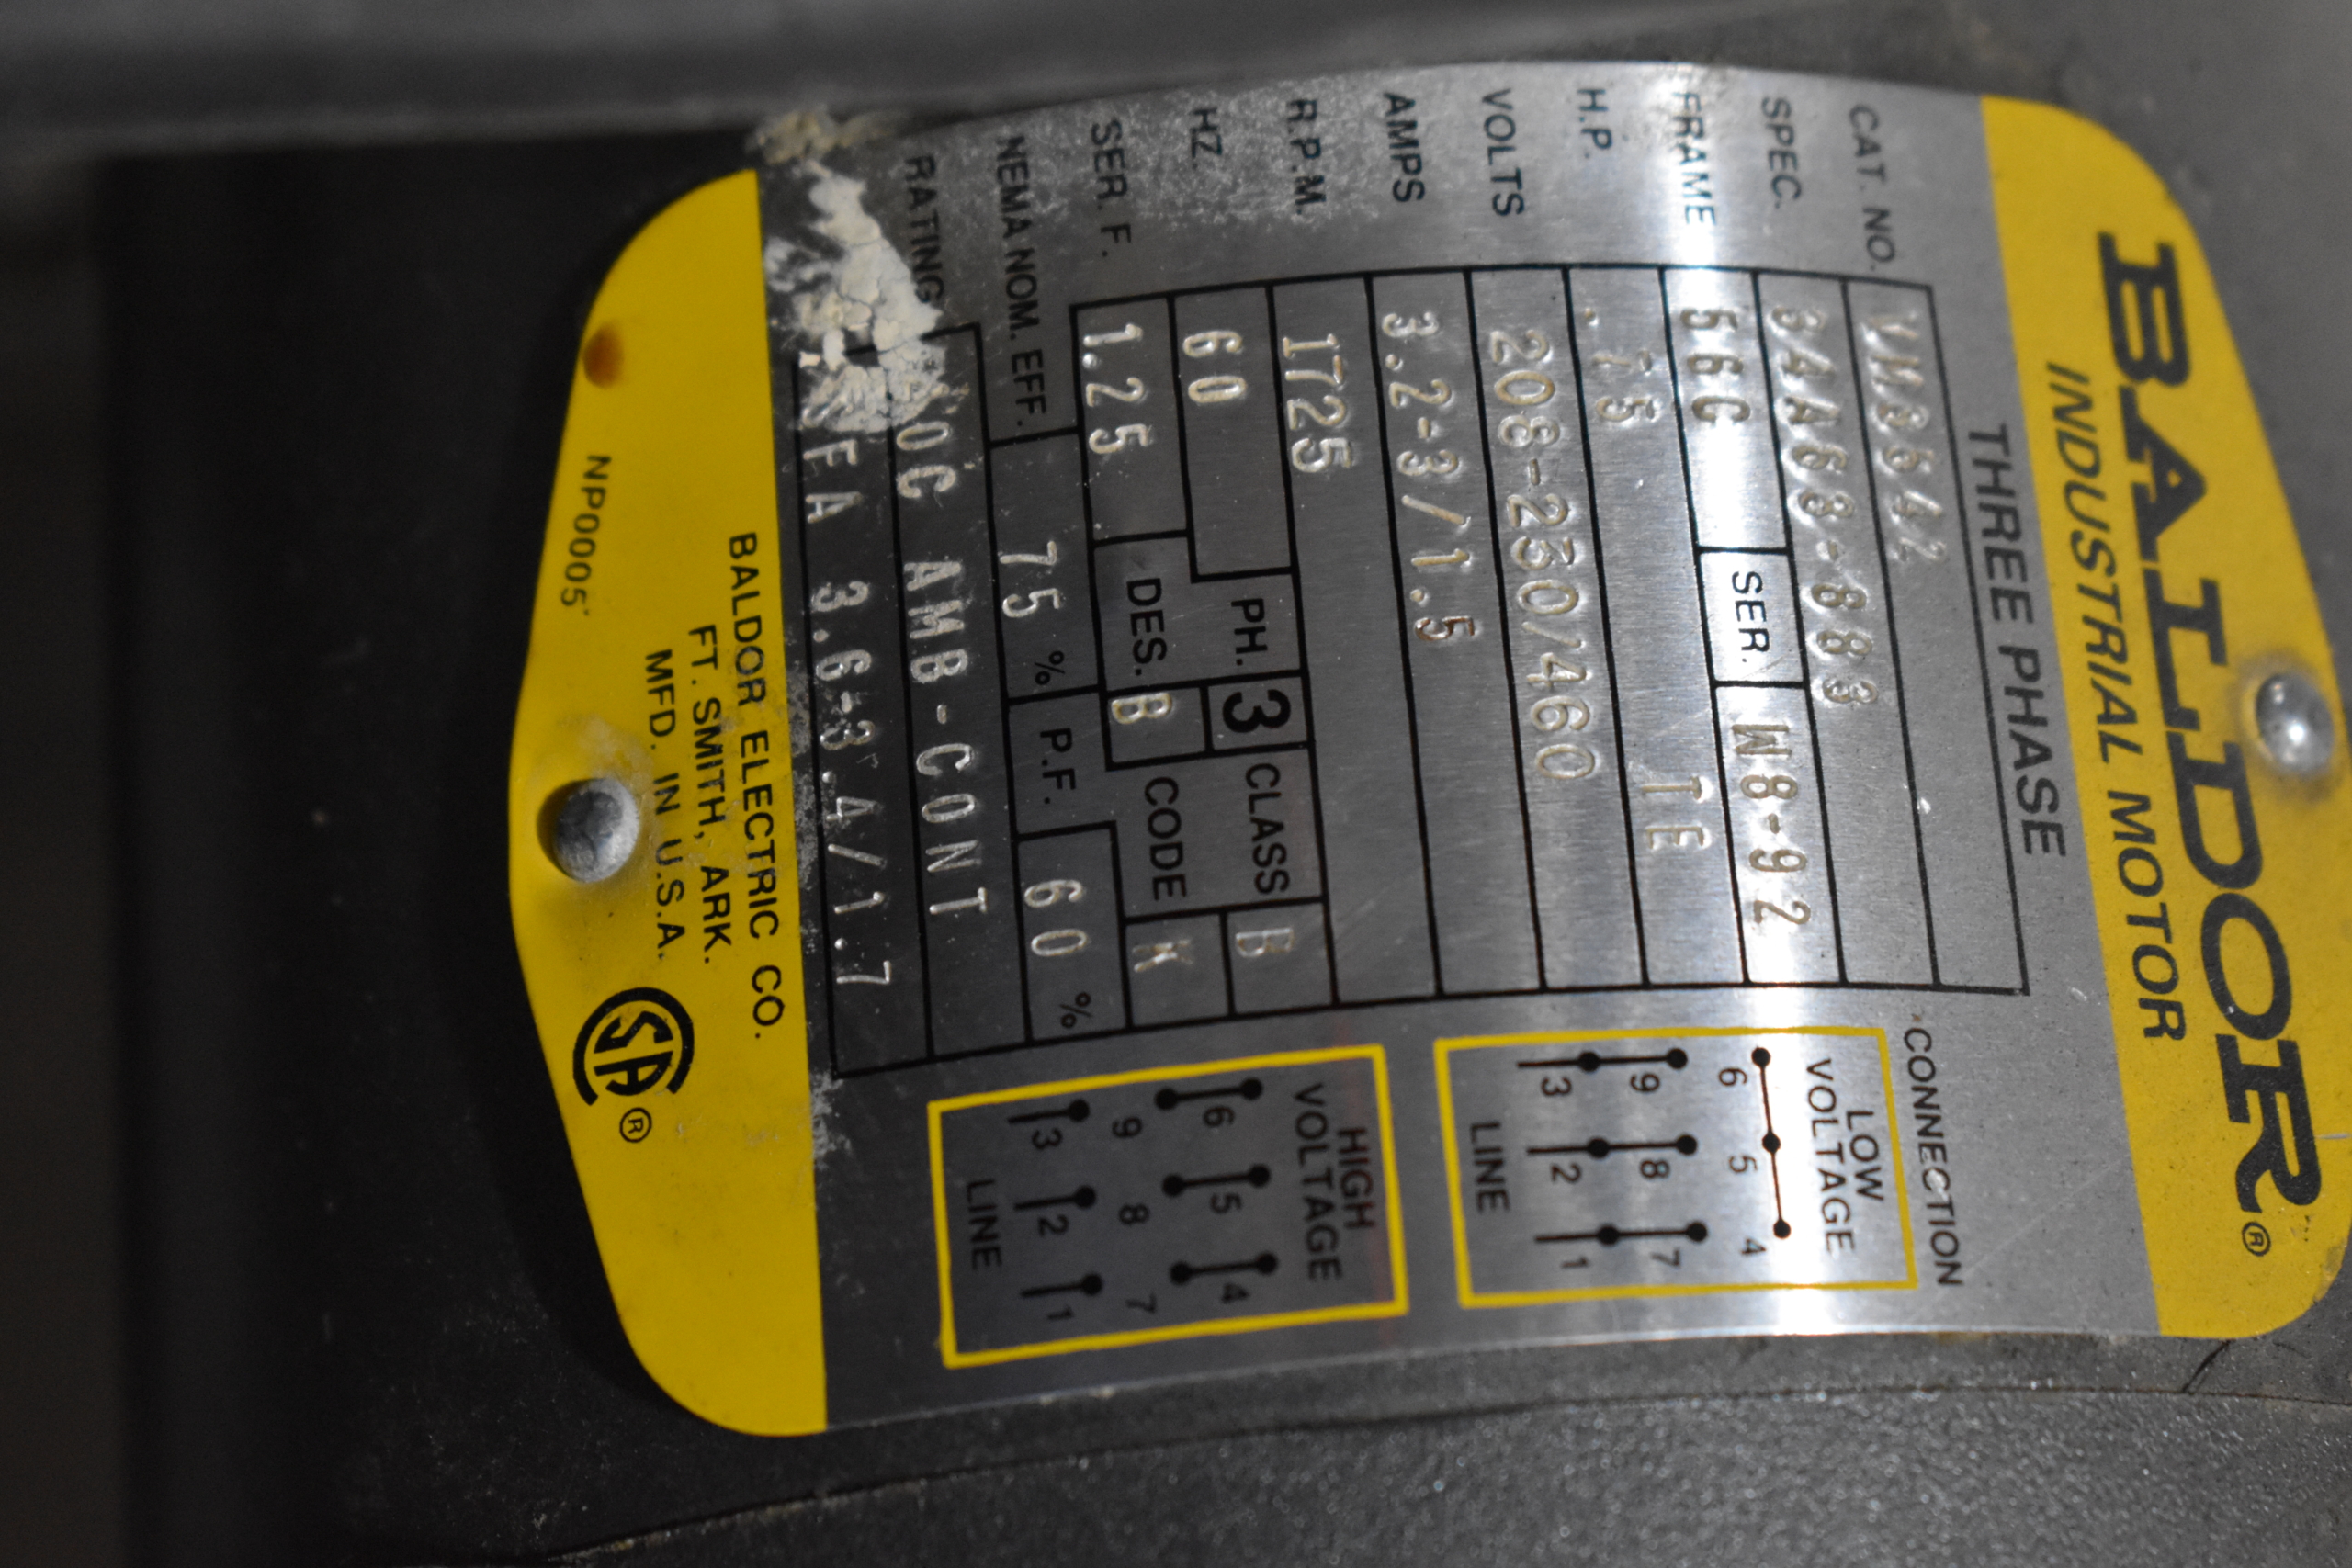 BALDOR®
INDUSTRIAL MOTOR
THREE PHASE
CAT. NO. VM3542
SPEC. 34A63-883
FRAME 56C SER. W8-92
H.P. .75 TE
VOLTS 208-230/460
AMPS 3.2-3/1.5
R.P.M. 1725
HZ. 60 PH. 3 CLASS B
SER. F. 1.25 DES. B CODE K
NEMA NOM. EFF. 75 % P.F. 60 %
RATING 0C AMB-CONT
SFA 3.6-3.4/1.7
CONNECTION
LOW
VOLTAGE
6 5 4
9 8 7
3 2 1
LINE
HIGH
VOLTAGE
6 5 4
9 8 7
3 2 1
LINE
BALDOR ELECTRIC CO.
FT. SMITH, ARK.
MFD. IN U.S.A.
NP0005
SA®